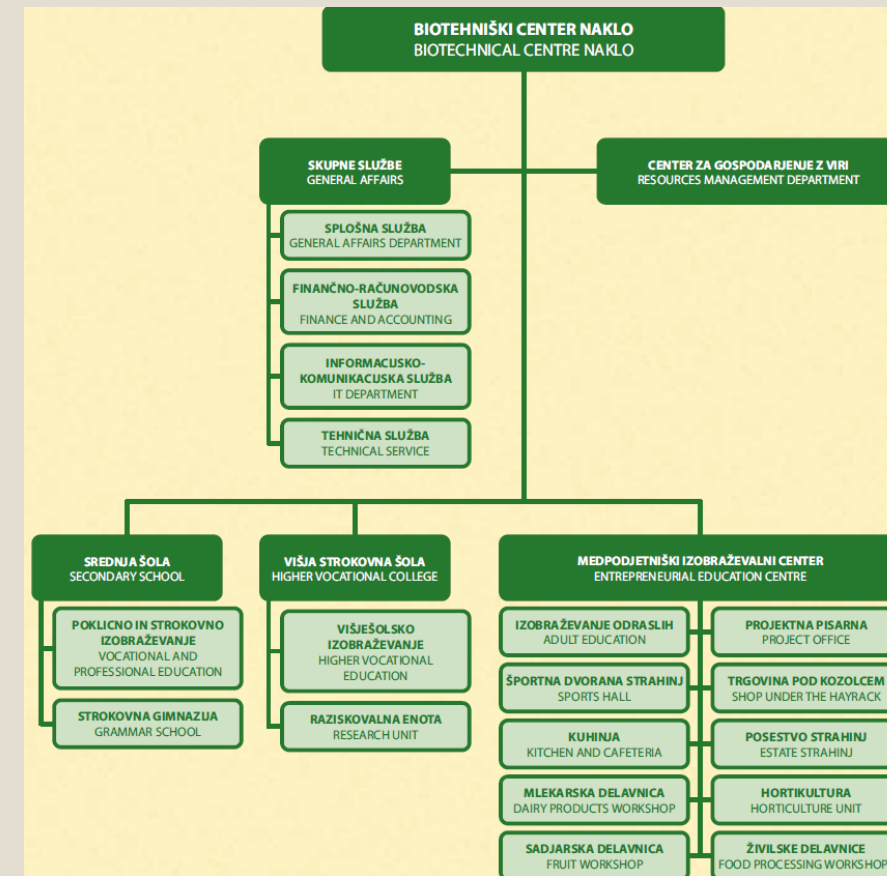 BIOTEHNIŠKI CENTER NAKLO
BIOTECHNICAL CENTRE NAKLO
SKUPNE SLUŽBE
GENERAL AFFAIRS
CENTER ZA GOSPODARJENJE Z VIRI
RESOURCES MANAGEMENT DEPARTMENT
SPLOŠNA SLUŽBA
GENERAL AFFAIRS DEPARTMENT
FINANČNO-RAČUNOVODSKA
SLUŽBA
FINANCE AND ACCOUNTING
INFORMACIJSKO-
KOMUNIKACIJSKA SLUŽBA
IT DEPARTMENT
TEHNIČNA SLUŽBA
TECHNICAL SERVICE
SREDNJA ŠOLA
SECONDARY SCHOOL
POKLICNO IN STROKOVNO
IZOBRAŽEVANJE
VOCATIONAL AND
PROFESSIONAL EDUCATION
STROKOVNA GIMNAZIJA
GRAMMAR SCHOOL
VIŠJA STROKOVNA ŠOLA
HIGHER VOCATIONAL COLLEGE
VIŠJEŠOLSKO
IZOBRAŽEVANJE
HIGHER VOCATIONAL
EDUCATION
RAZISKOVALNA ENOTA
RESEARCH UNIT
MEDPODJETNIŠKI IZOBRAŽEVALNI CENTER
ENTREPRENEURIAL EDUCATION CENTRE
IZOBRAŽEVANJE ODRASLIH
ADULT EDUCATION
PROJEKTNA PISARNA
PROJECT OFFICE
ŠPORTNA DVORANA STRAHINJ
SPORTS HALL
TRGOVINA POD KOZOLCEM
SHOP UNDER THE HAYRACK
KUHINJA
KITCHEN AND CAFETERIA
POSESTVO STRAHINJ
ESTATE STRAHINJ
MLEKARSKA DELAVNICA
DAIRY PRODUCTS WORKSHOP
HORTIKULTURA
HORTICULTURE UNIT
SADJARSKA DELAVNICA
FRUIT WORKSHOP
ŽIVILSKE DELAVNICE
FOOD PROCESSING WORKSHOP